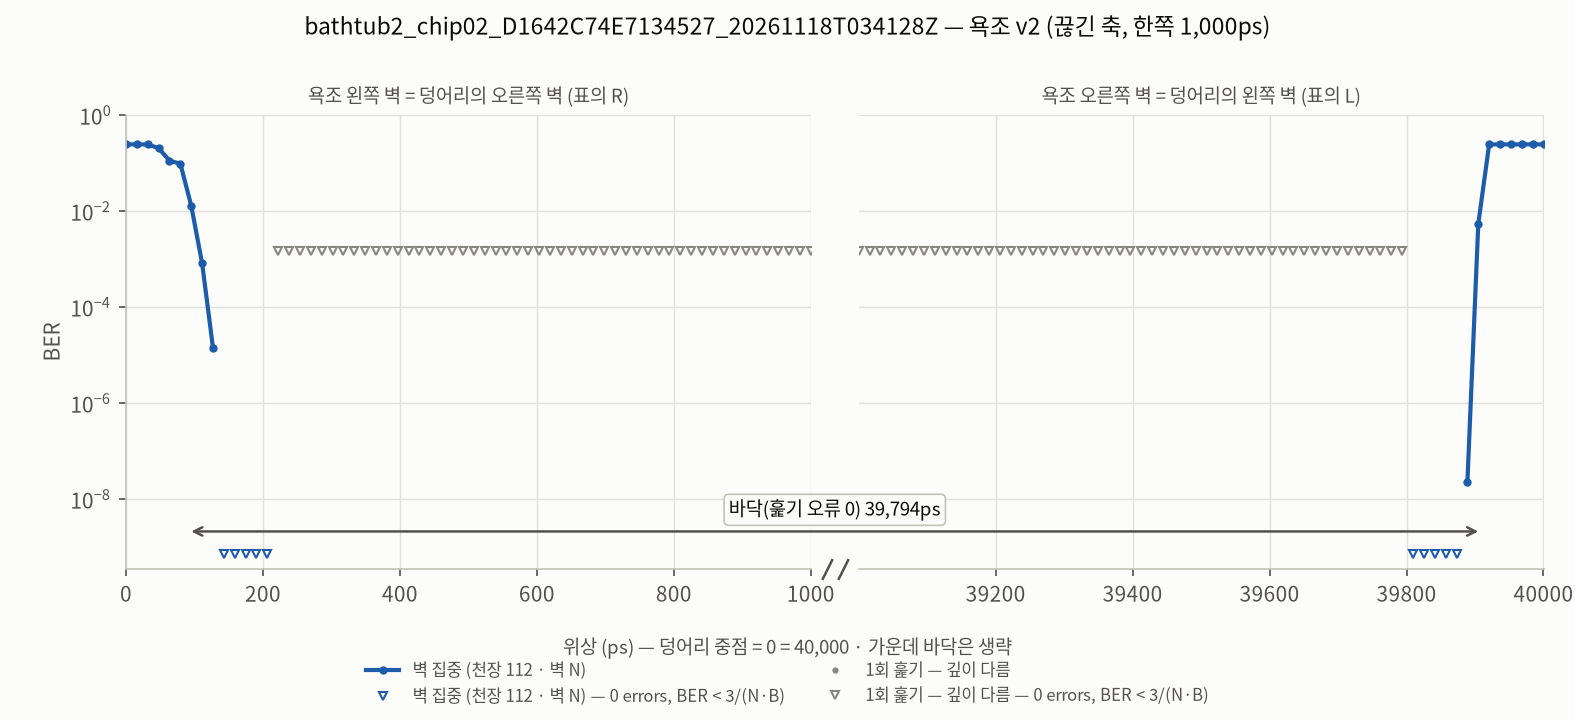 bathtub2_chip02_D1642C74E7134527_20261118T034128Z — 욕조 v2 (끊긴 축, 한쪽 1,000ps)
욕조 왼쪽 벽 = 덩어리의 오른쪽 벽 (표의 R)
욕조 오른쪽 벽 = 덩어리의 왼쪽 벽 (표의 L)
10⁰
10⁻²
10⁻⁴
10⁻⁶
10⁻⁸
BER
바닥(훑기 오류 0) 39,794ps
0 200 400 600 800 1000 39200 39400 39600 39800 40000
위상 (ps) — 덩어리 중점 = 0 = 40,000 · 가운데 바닥은 생략
벽 집중 (천장 112 · 벽 N)
벽 집중 (천장 112 · 벽 N) — 0 errors, BER < 3/(N·B)
1회 훑기 — 깊이 다름
1회 훑기 — 깊이 다름 — 0 errors, BER < 3/(N·B)